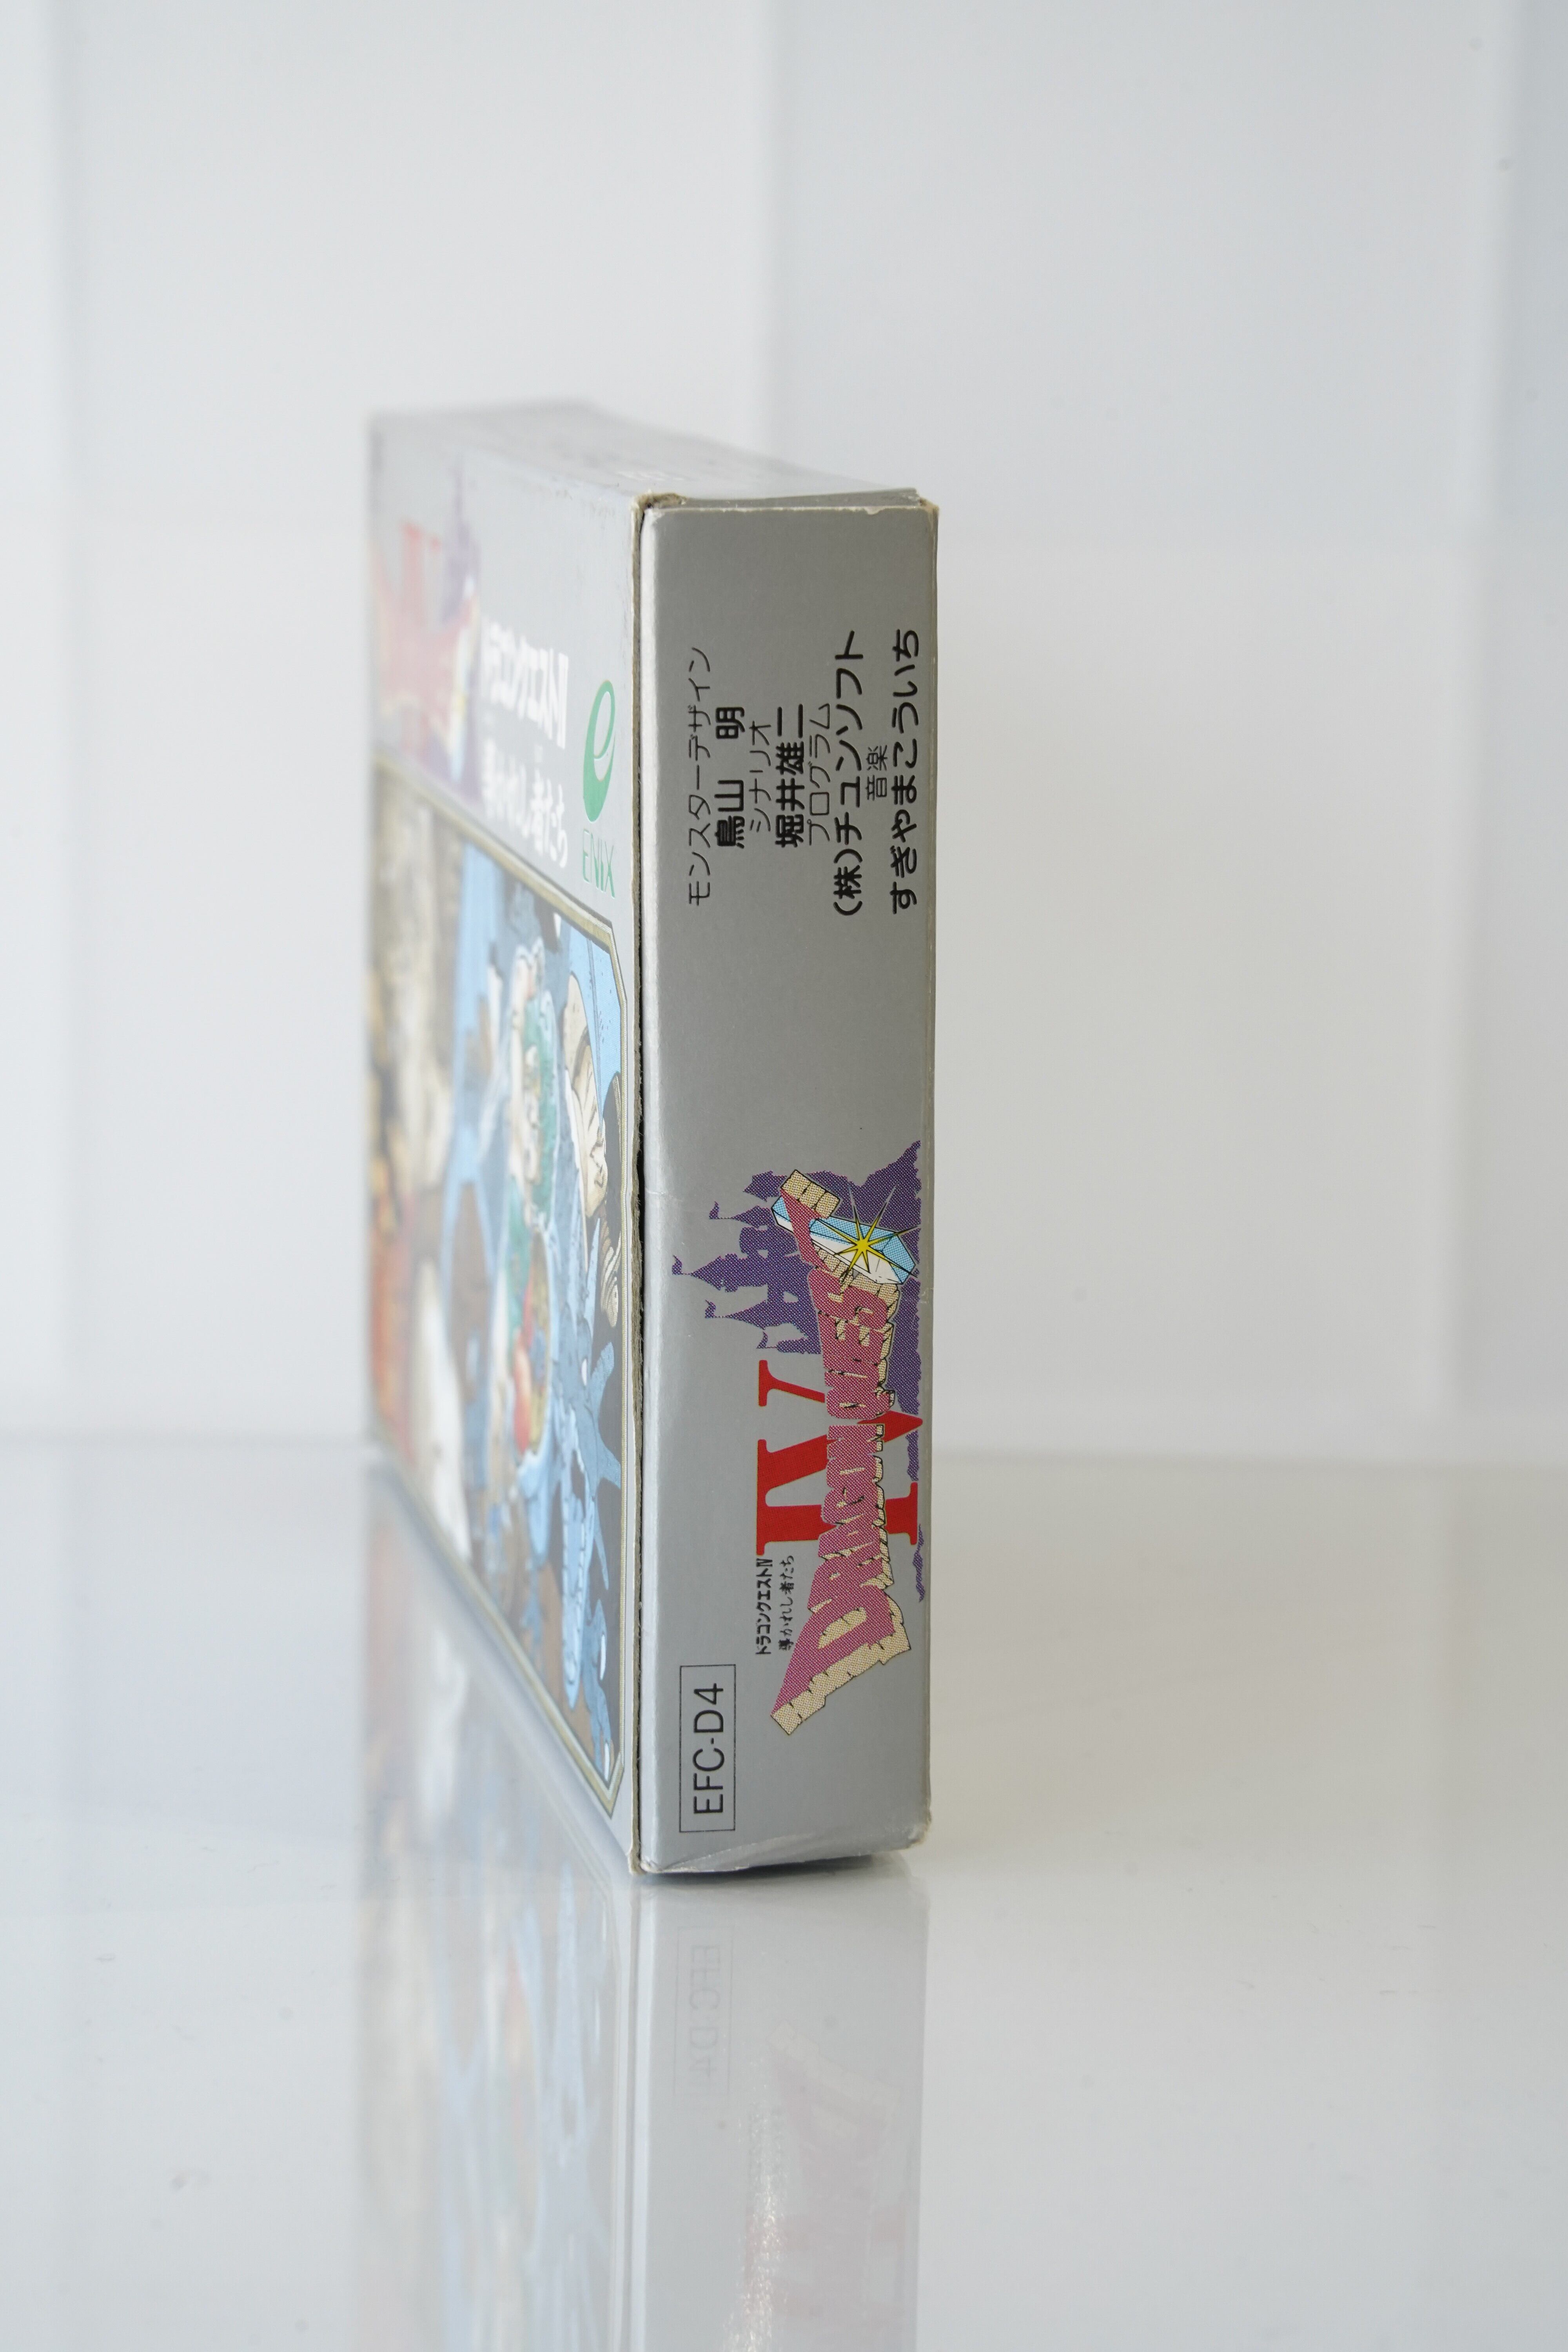 モンスターデザイン
鳥山 明
シナリオ
堀井雄二
プログラム
(株)チュンソフト
音楽
すぎやまこういち
ドラゴンクエストIV
導かれし者たち
IV
DRAGON QUEST
EFC-D4
ドラゴンクエストIV
導かれし者たち
ENIX